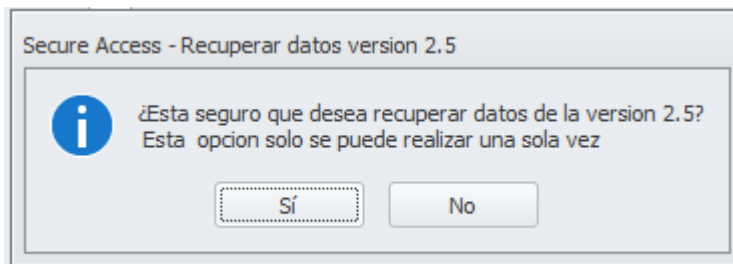 Secure Access - Recuperar datos version 2.5
¿Esta seguro que desea recuperar datos de la version 2.5?
Esta opcion solo se puede realizar una sola vez
Sí
No